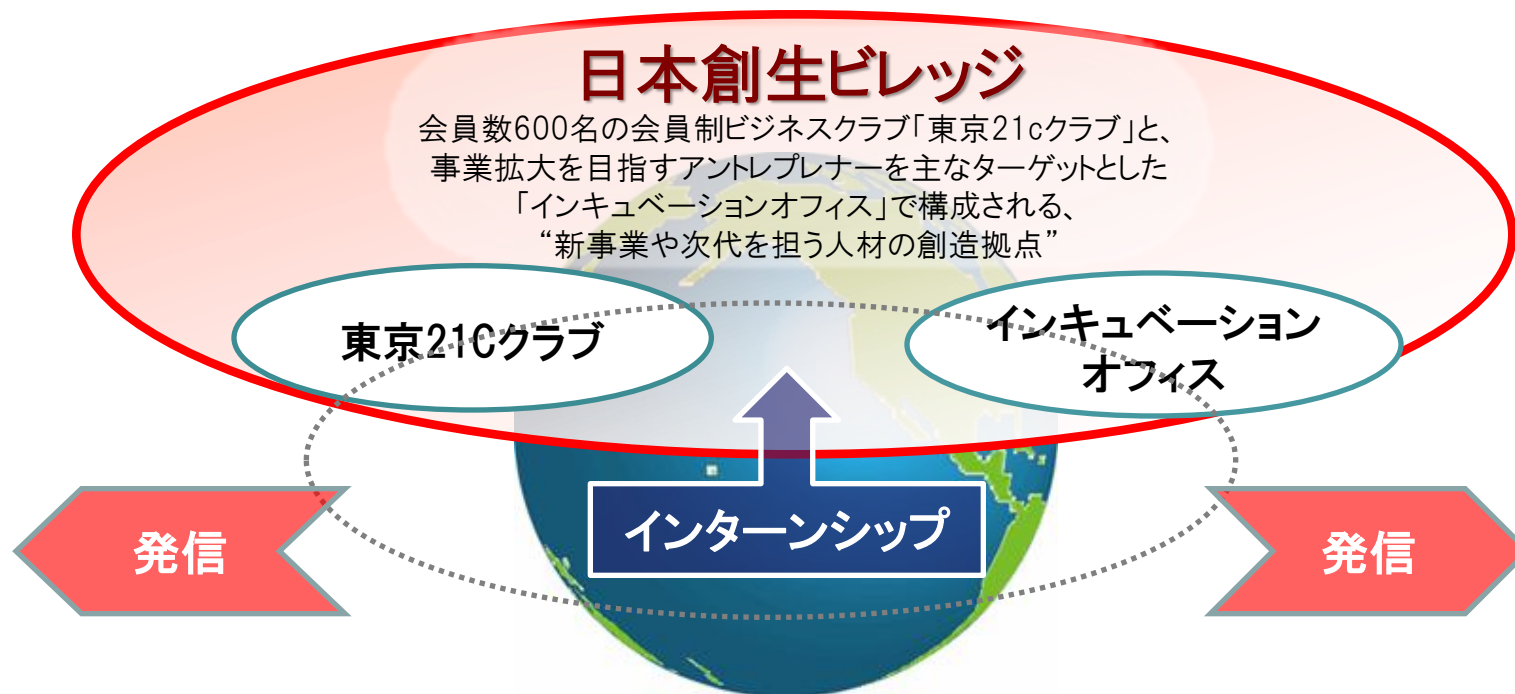 日本創生ビレッジ
会員数600名の会員制ビジネスクラブ「東京21cクラブ」と、
事業拡大を目指すアントレプレナーを主なターゲットとした
「インキュベーションオフィス」で構成される、
“新事業や次代を担う人材の創造拠点”
東京21Cクラブ
インキュベーション
オフィス
インターンシップ
発信
発信